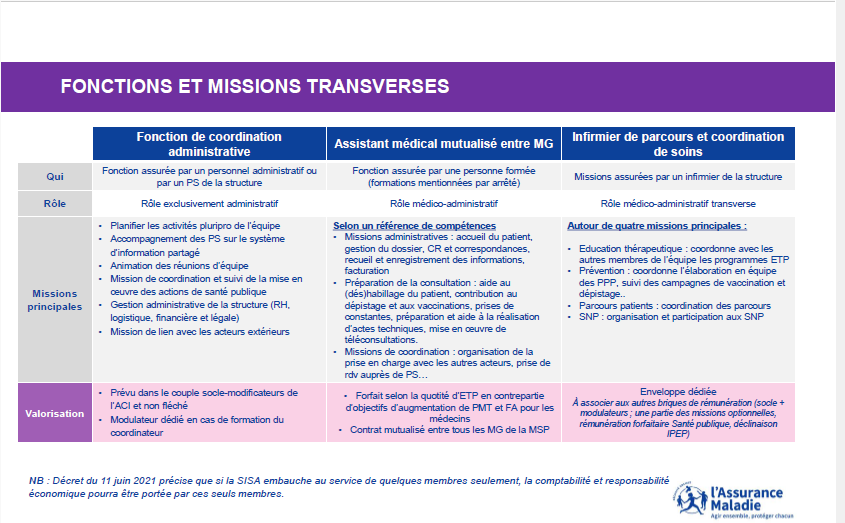 FONCTIONS ET MISSIONS TRANSVERSES
Fonction de coordination
administrative
Assistant médical mutualisé entre MG
Infirmier de parcours et coordination
de soins
Qui
Fonction assurée par un personnel administratif ou
par un PS de la structure
Fonction assurée par une personne formée
(formations mentionnées par arrêté)
Missions assurées par un infirmier de la structure
Rôle
Rôle exclusivement administratif
Rôle médico-administratif
Rôle médico-administratif transverse
Missions
principales
• Planifier les activités pluripro de l'équipe
• Accompagnement des PS sur le système
d'information partagé
• Animation des réunions d'équipe
• Mission de coordination et suivi de la mise en
œuvre des actions de santé publique
• Gestion administrative de la structure (RH,
logistique, financière et légale)
• Mission de lien avec les acteurs extérieurs
Selon un référence de compétences
• Missions administratives : accueil du patient,
gestion du dossier, CR et correspondances,
recueil et enregistrement des informations,
facturation
• Préparation de la consultation : aide au
(dés)habillage du patient, contribution au
dépistage et aux vaccinations, prises de
constantes, préparation et aide à la réalisation
d'actes techniques, mise en œuvre de
téléconsultations.
• Missions de coordination : organisation de la
prise en charge avec les autres acteurs, prise de
rdv auprès de PS…
Autour de quatre missions principales :
• Education thérapeutique : coordonne avec les
autres membres de l'équipe les programmes ETP
• Prévention : coordonne l'élaboration en équipe
des PPP, suivi des campagnes de vaccination et
dépistage..
• Parcours patients : coordination des parcours
• SNP : organisation et participation aux SNP
Valorisation
• Prévu dans le couple socle-modificateurs de
l'ACI et non fléché
• Modulateur dédié en cas de formation du
coordinateur
• Forfait selon la quotité d'ETP en contrepartie
d'objectifs d'augmentation de PMT et FA pour les
médecins
• Contrat mutualisé entre tous les MG de la MSP
Enveloppe dédiée
À associer aux autres briques de rémunération (socle +
modulateurs ; une partie des missions optionnelles,
rémunération forfaitaire Santé publique, déclinaison
IPEP)
NB : Décret du 11 juin 2021 précise que si la SISA embauche au service de quelques membres seulement, la comptabilité et responsabilité
économique pourra être portée par ces seuls membres.
l'Assurance
Maladie
Agir ensemble, protéger chacun